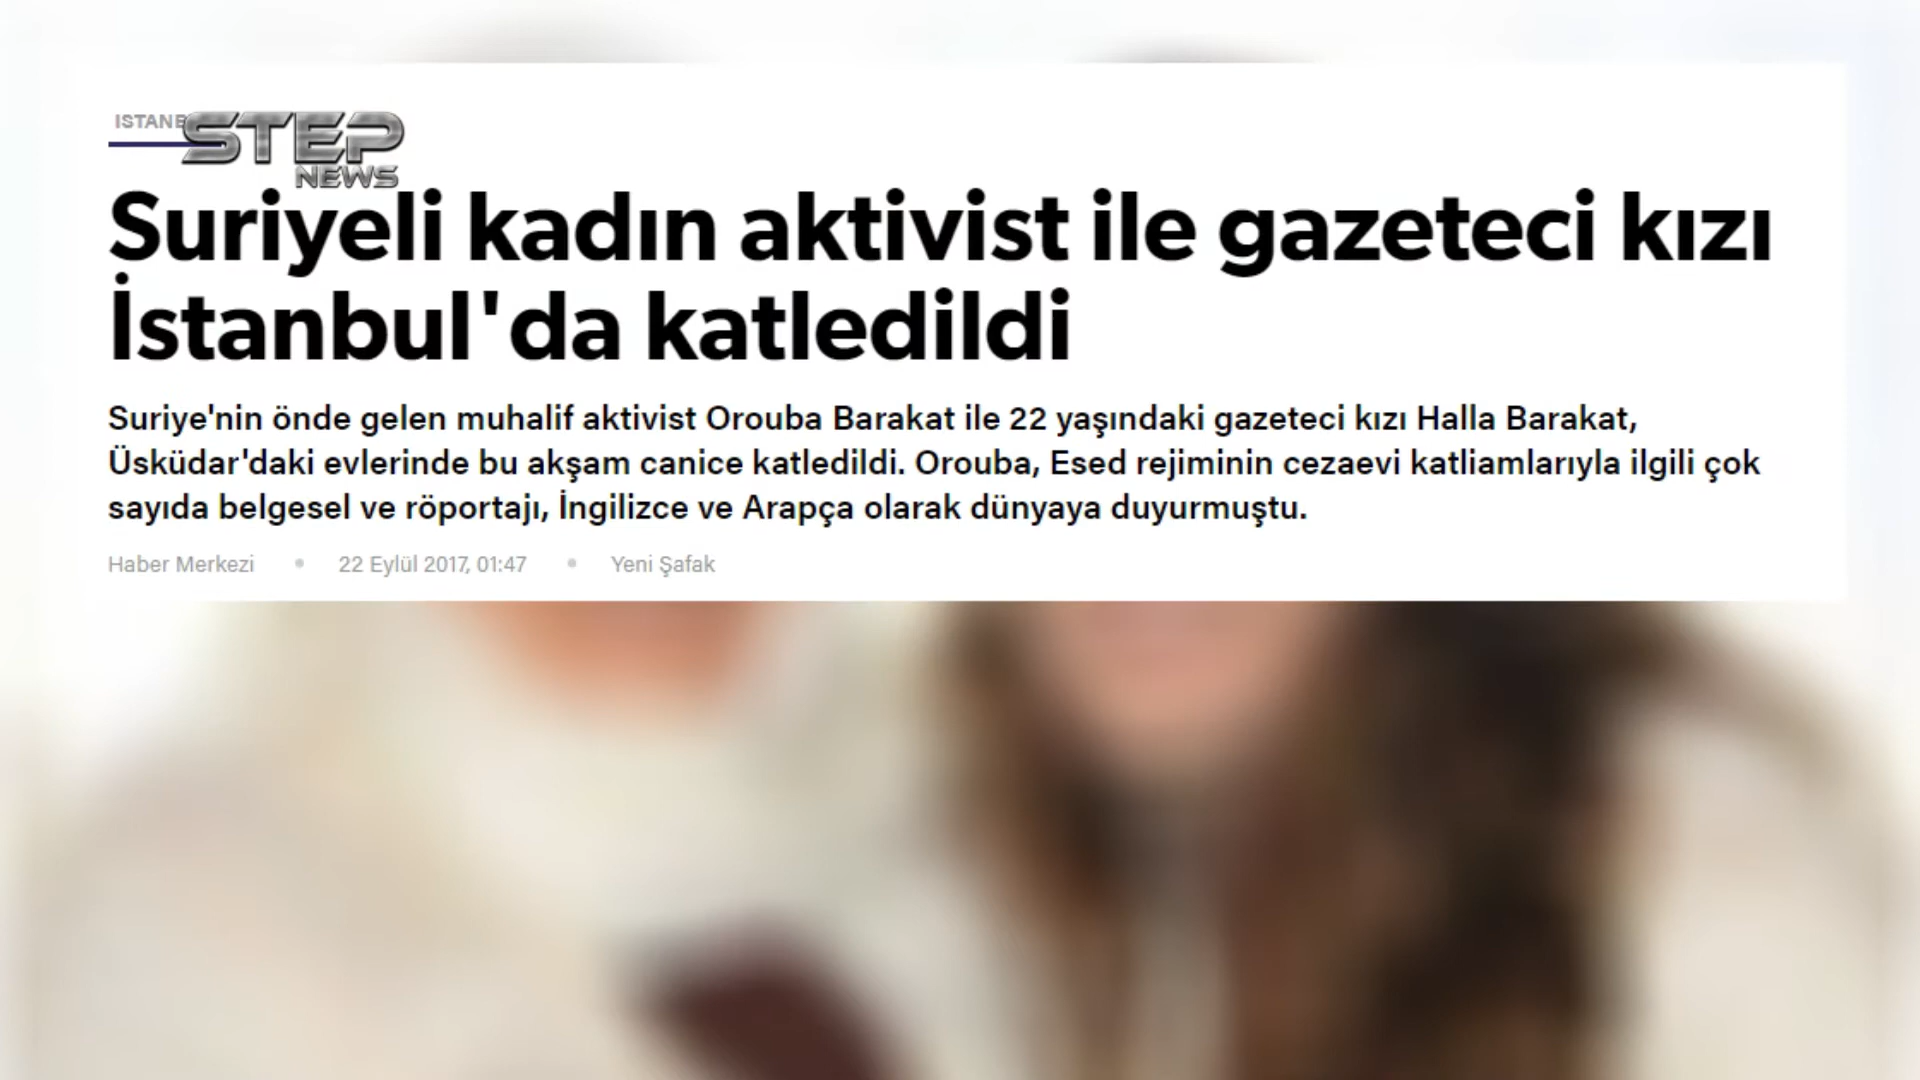 STEP
NEWS
Suriyeli kadın aktivist ile gazeteci kızı
İstanbul'da katledildi
Suriye'nin önde gelen muhalif aktivist Orouba Barakat ile 22 yaşındaki gazeteci kızı Halla Barakat,
Üsküdar'daki evlerinde bu akşam canice katledildi. Orouba, Esed rejiminin cezaevi katliamlarıyla ilgili çok
sayıda belgesel ve röportajı, İngilizce ve Arapça olarak dünyaya duyurmuştu.
Haber Merkezi • 22 Eylül 2017, 01:47 • Yeni Şafak